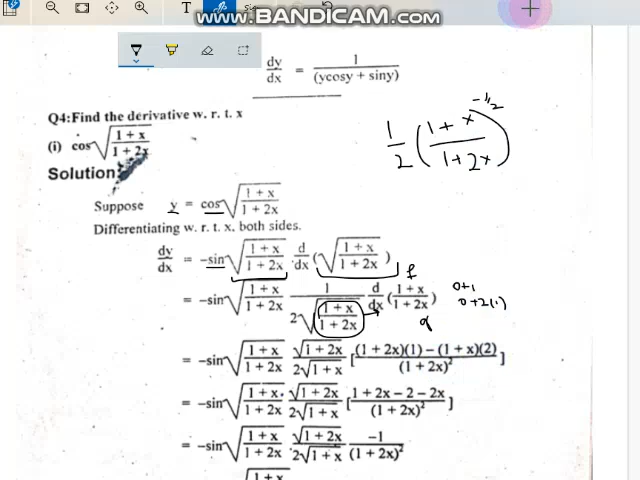 www.BANDICAM.com
dy/dx = 1/(ycosy + siny)
Q4:Find the derivative w. r. t. x
(i) cos√((1 + x)/(1 + 2x))
1/2 ((1 + x)/(1 + 2x))^(-1/2)
Solution:
Suppose y = cos√((1 + x)/(1 + 2x))
Differentiating w. r. t. x. both sides.
dy/dx = -sin√((1 + x)/(1 + 2x)) . d/dx (√((1 + x)/(1 + 2x)))
f
= -sin√((1 + x)/(1 + 2x)) 1/(2√((1 + x)/(1 + 2x))) d/dx ((1 + x)/(1 + 2x))
0+1
0+2(1)
g
= -sin√((1 + x)/(1 + 2x)) √(1 + 2x)/(2√(1 + x)) [((1 + 2x)(1) - (1 + x)(2))/(1 + 2x)²]
= -sin√((1 + x)/(1 + 2x)) √(1 + 2x)/(2√(1 + x)) [(1 + 2x - 2 - 2x)/(1 + 2x)²]
= -sin√((1 + x)/(1 + 2x)) √(1 + 2x)/(2√(1 + x)) -1/(1 + 2x)²
√(1 + x